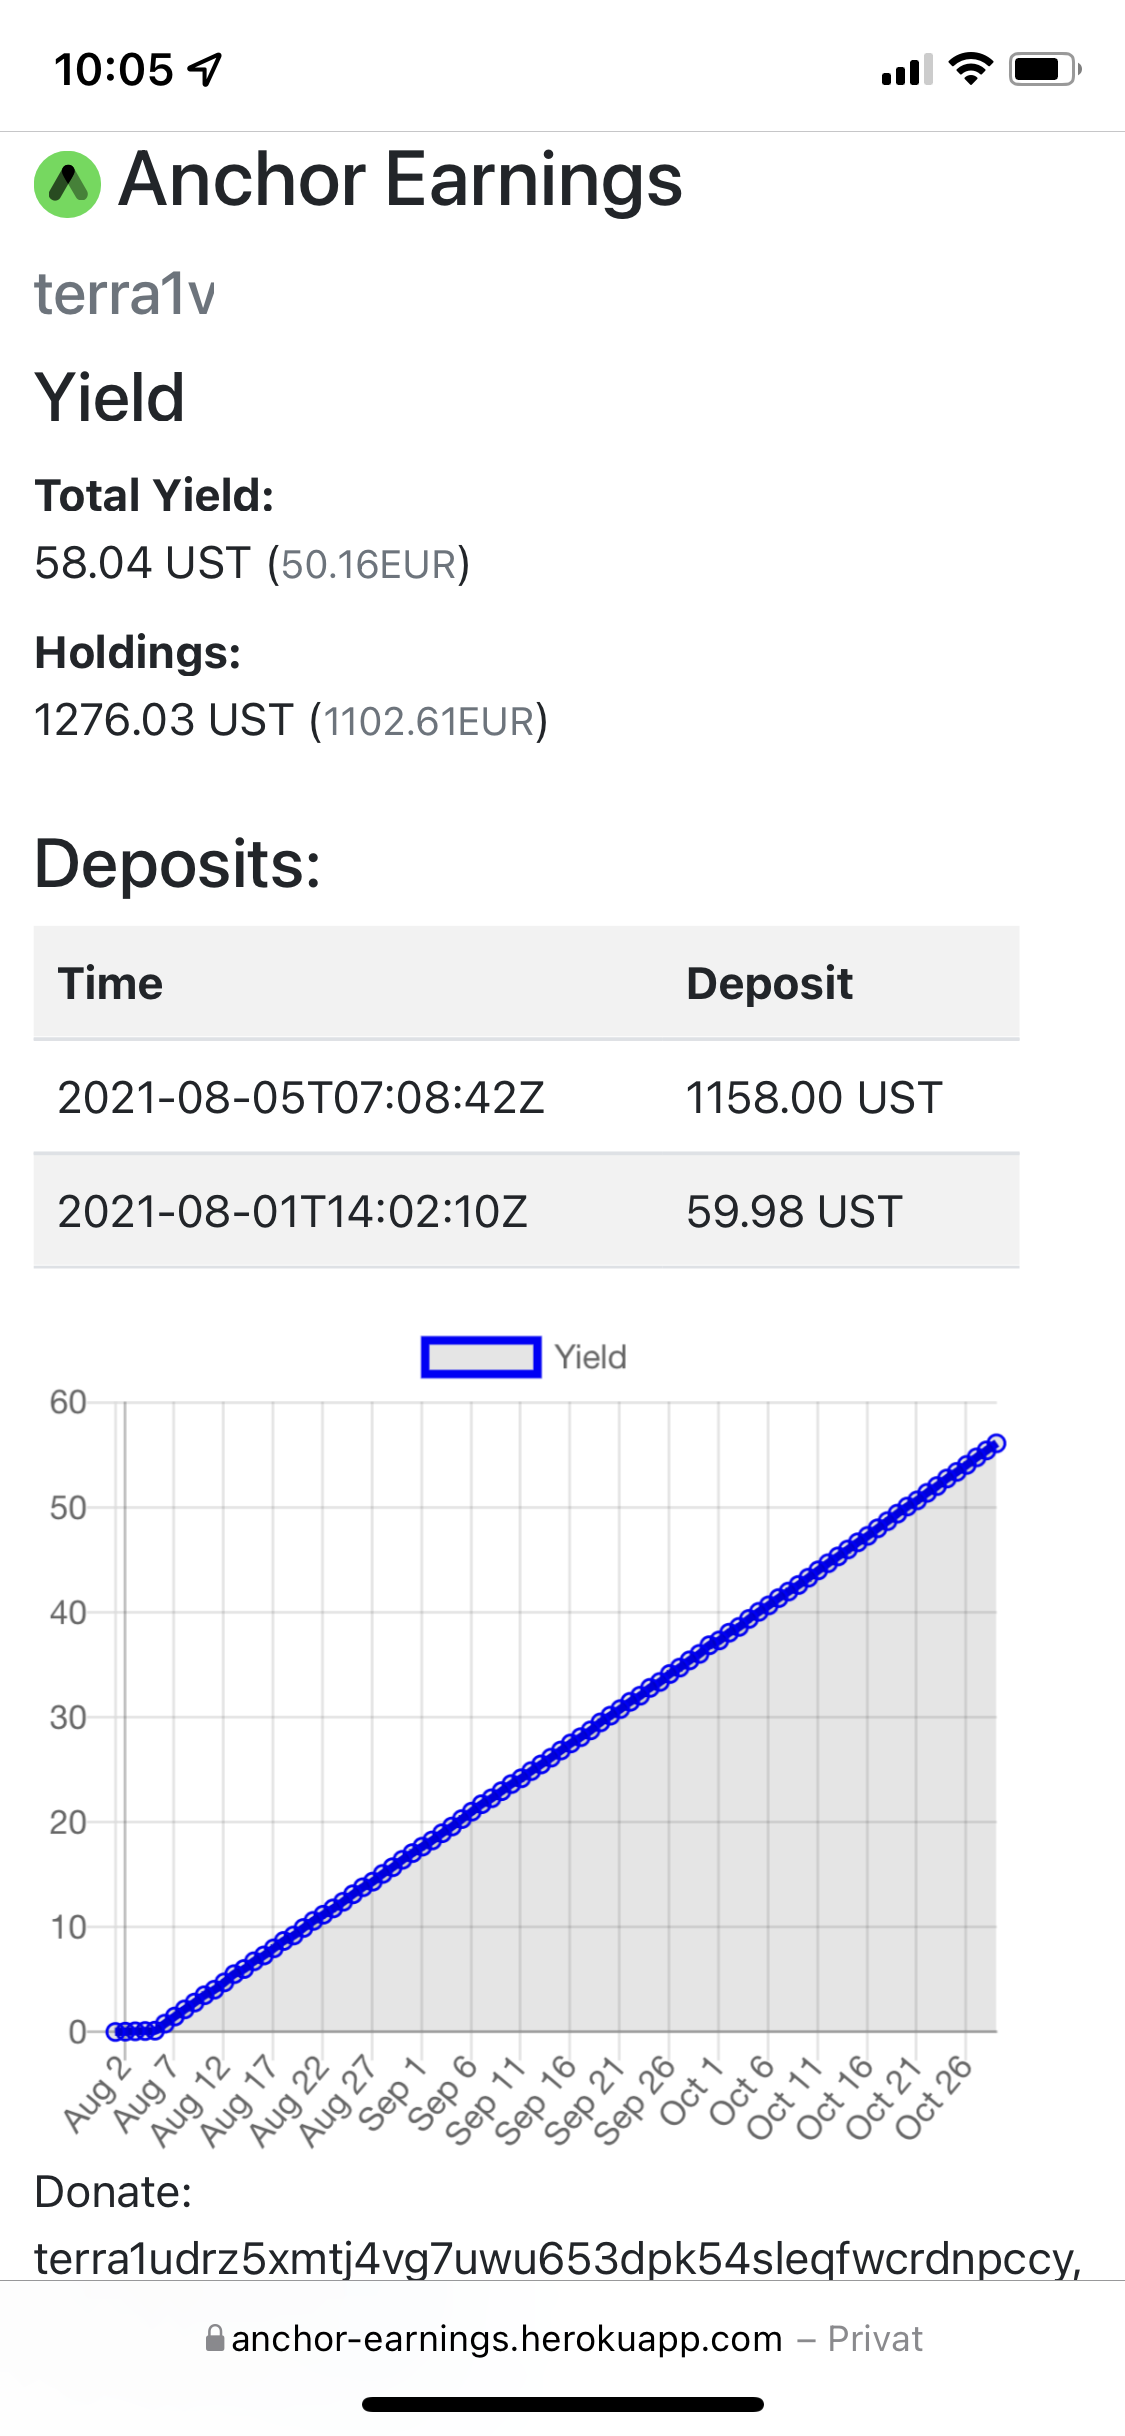 10:05
Anchor Earnings
terra1v
Yield
Total Yield:
58.04 UST (50.16EUR)
Holdings:
1276.03 UST (1102.61EUR)
Deposits:
Time Deposit
2021-08-05T07:08:42Z 1158.00 UST
2021-08-01T14:02:10Z 59.98 UST
Yield
60
50
40
30
20
10
0
Aug 2 Aug 7 Aug 12 Aug 17 Aug 22 Aug 27 Sep 1 Sep 6 Sep 11 Sep 16 Sep 21 Sep 26 Oct 1 Oct 6 Oct 11 Oct 16 Oct 21 Oct 26
Donate:
terra1udrz5xmtj4vg7uwu653dpk54sleqfwcrdnpccy,
anchor-earnings.herokuapp.com – Privat